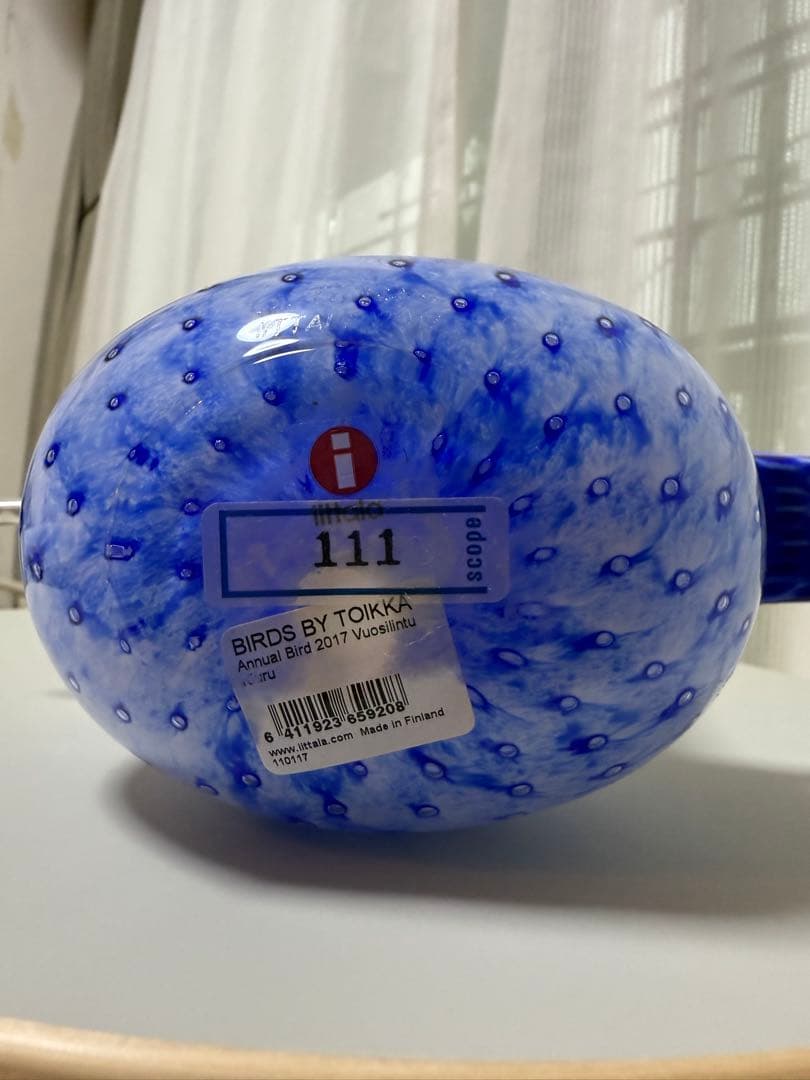 i
iittala
111
scope
BIRDS BY TOIKKA
Annual Bird 2017 Vuosilintu
6 411923 659208
www.iittala.com Made in Finland
110117